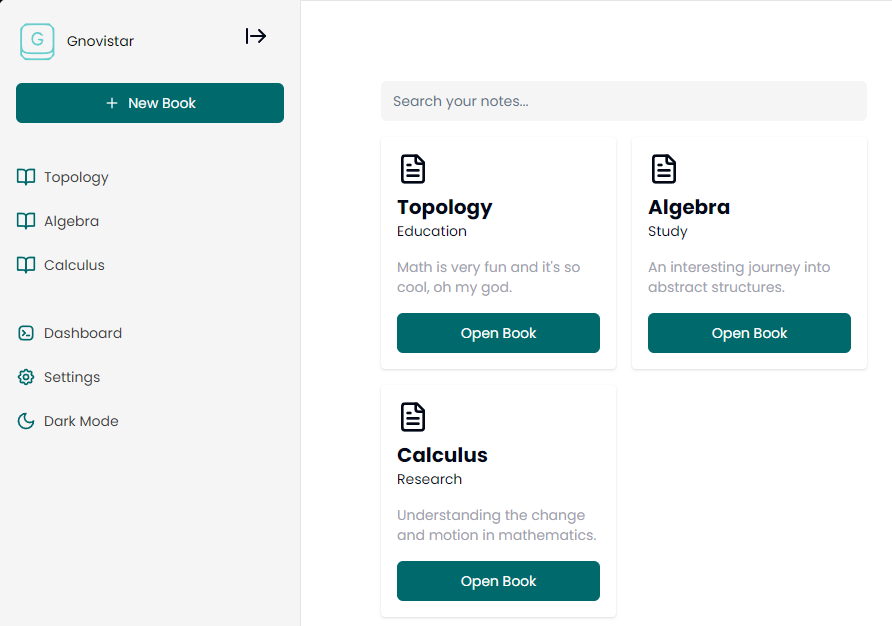 G
Gnovistar
New Book
Topology
Algebra
Calculus
Dashboard
Settings
Dark Mode
Search your notes...
Topology
Education
Math is very fun and it's so
cool, oh my god.
Open Book
Algebra
Study
An interesting journey into
abstract structures.
Open Book
Calculus
Research
Understanding the change
and motion in mathematics.
Open Book